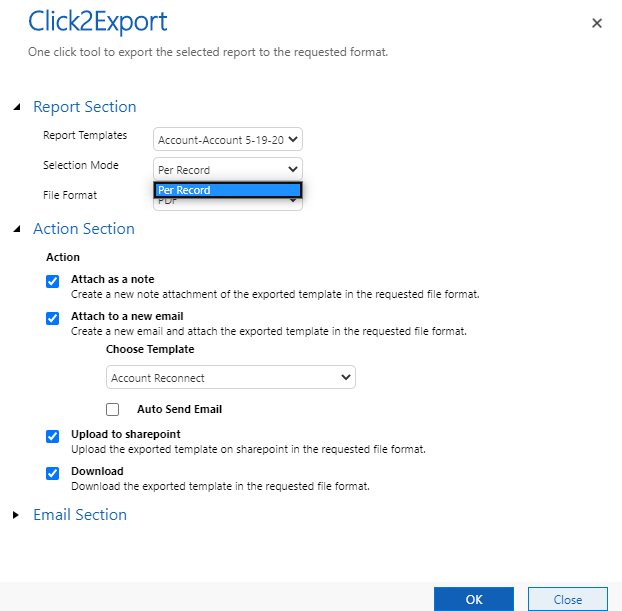 Click2Export
One click tool to export the selected report to the requested format.
Report Section
Report Templates
Account-Account 5-19-20
Selection Mode
Per Record
Per Record
File Format
PDF
Action Section
Action
Attach as a note
Create a new note attachment of the exported template in the requested file format.
Attach to a new email
Create a new email and attach the exported template in the requested file format.
Choose Template
Account Reconnect
Auto Send Email
Upload to sharepoint
Upload the exported template on sharepoint in the requested file format.
Download
Download the exported template in the requested file format.
Email Section
OK
Close